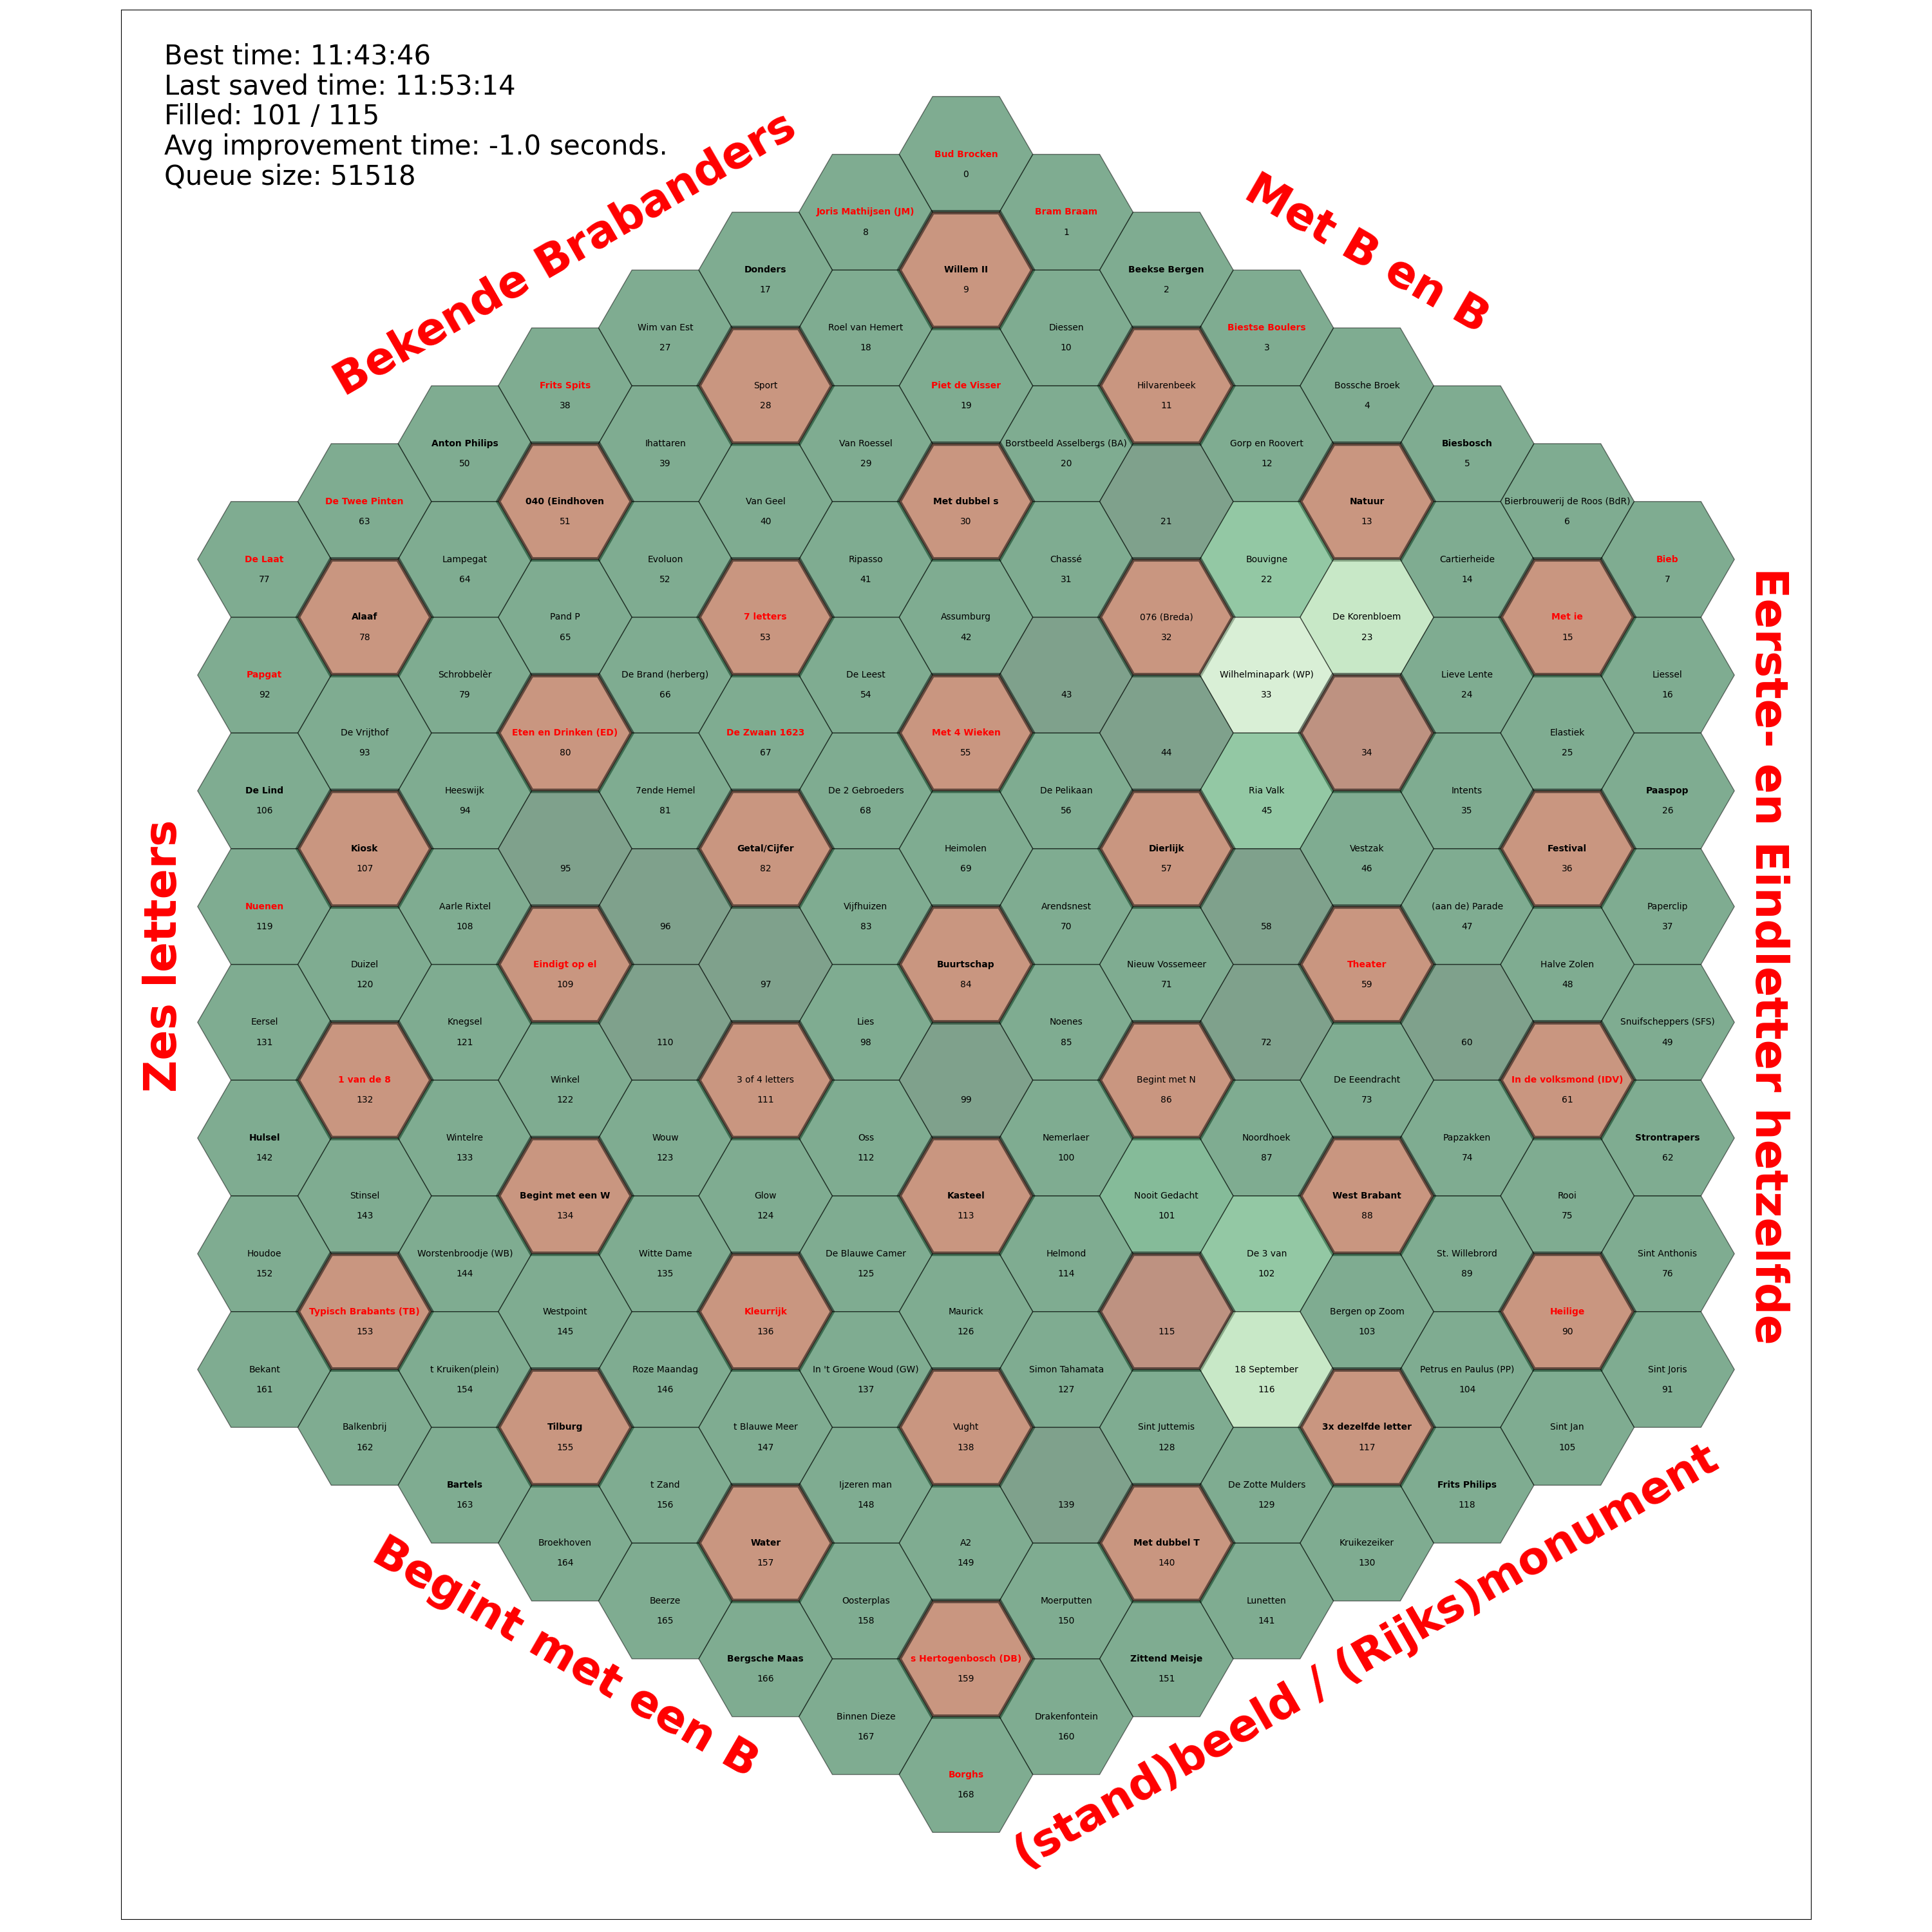 Best time: 11:43:46
Last saved time: 11:53:14
Filled: 101 / 115
Avg improvement time: -1.0 seconds.
Queue size: 51518
Bekende Brabanders
Met B en B
Eerste- en Eindletter hetzelfde
(stand)beeld / (Rijks)monument
Begint met een B
Zes letters
Bud Brocken
0
Bram Braam
1
Beekse Bergen
2
Biestse Boulers
3
Bossche Broek
4
Biesbosch
5
Bierbrouwerij de Roos (BdR)
6
Bieb
7
Joris Mathijsen (JM)
8
Willem II
9
Diessen
10
Hilvarenbeek
11
Gorp en Roovert
12
Natuur
13
Cartierheide
14
Met ie
15
Liessel
16
Donders
17
Roel van Hemert
18
Piet de Visser
19
Borstbeeld Asselbergs (BA)
20
21
Bouvigne
22
De Korenbloem
23
Lieve Lente
24
Elastiek
25
Paaspop
26
Wim van Est
27
Sport
28
Van Roessel
29
Met dubbel s
30
Chassé
31
076 (Breda)
32
Wilhelminapark (WP)
33
34
Intents
35
Festival
36
Paperclip
37
Frits Spits
38
Ihattaren
39
Van Geel
40
Ripasso
41
Assumburg
42
43
44
Ria Valk
45
Vestzak
46
(aan de) Parade
47
Halve Zolen
48
Snuifscheppers (SFS)
49
Anton Philips
50
040 (Eindhoven
51
Evoluon
52
7 letters
53
De Leest
54
Met 4 Wieken
55
De Pelikaan
56
Dierlijk
57
58
Theater
59
60
In de volksmond (IDV)
61
Strontrapers
62
De Twee Pinten
63
Lampegat
64
Pand P
65
De Brand (herberg)
66
De Zwaan 1623
67
De 2 Gebroeders
68
Heimolen
69
Arendsnest
70
Nieuw Vossemeer
71
72
De Eeendracht
73
Papzakken
74
Rooi
75
Sint Anthonis
76
De Laat
77
Alaaf
78
Schrobbelèr
79
Eten en Drinken (ED)
80
7ende Hemel
81
Getal/Cijfer
82
Vijfhuizen
83
Buurtschap
84
Noenes
85
Begint met N
86
Noordhoek
87
West Brabant
88
St. Willebrord
89
Heilige
90
Sint Joris
91
Papgat
92
De Vrijthof
93
Heeswijk
94
95
96
97
Lies
98
99
Nemerlaer
100
Nooit Gedacht
101
De 3 van
102
Bergen op Zoom
103
Petrus en Paulus (PP)
104
Sint Jan
105
De Lind
106
Kiosk
107
Aarle Rixtel
108
Eindigt op el
109
110
3 of 4 letters
111
Oss
112
Kasteel
113
Helmond
114
115
18 September
116
3x dezelfde letter
117
Frits Philips
118
Nuenen
119
Duizel
120
Knegsel
121
Winkel
122
Wouw
123
Glow
124
De Blauwe Camer
125
Maurick
126
Simon Tahamata
127
Sint Juttemis
128
De Zotte Mulders
129
Kruikezeiker
130
Eersel
131
1 van de 8
132
Wintelre
133
Begint met een W
134
Witte Dame
135
Kleurrijk
136
In 't Groene Woud (GW)
137
Vught
138
139
Met dubbel T
140
Lunetten
141
Hulsel
142
Stinsel
143
Worstenbroodje (WB)
144
Westpoint
145
Roze Maandag
146
t Blauwe Meer
147
Ijzeren man
148
A2
149
Moerputten
150
Zittend Meisje
151
Houdoe
152
Typisch Brabants (TB)
153
t Kruiken(plein)
154
Tilburg
155
t Zand
156
Water
157
Oosterplas
158
s Hertogenbosch (DB)
159
Drakenfontein
160
Bekant
161
Balkenbrij
162
Bartels
163
Broekhoven
164
Beerze
165
Bergsche Maas
166
Binnen Dieze
167
Borghs
168